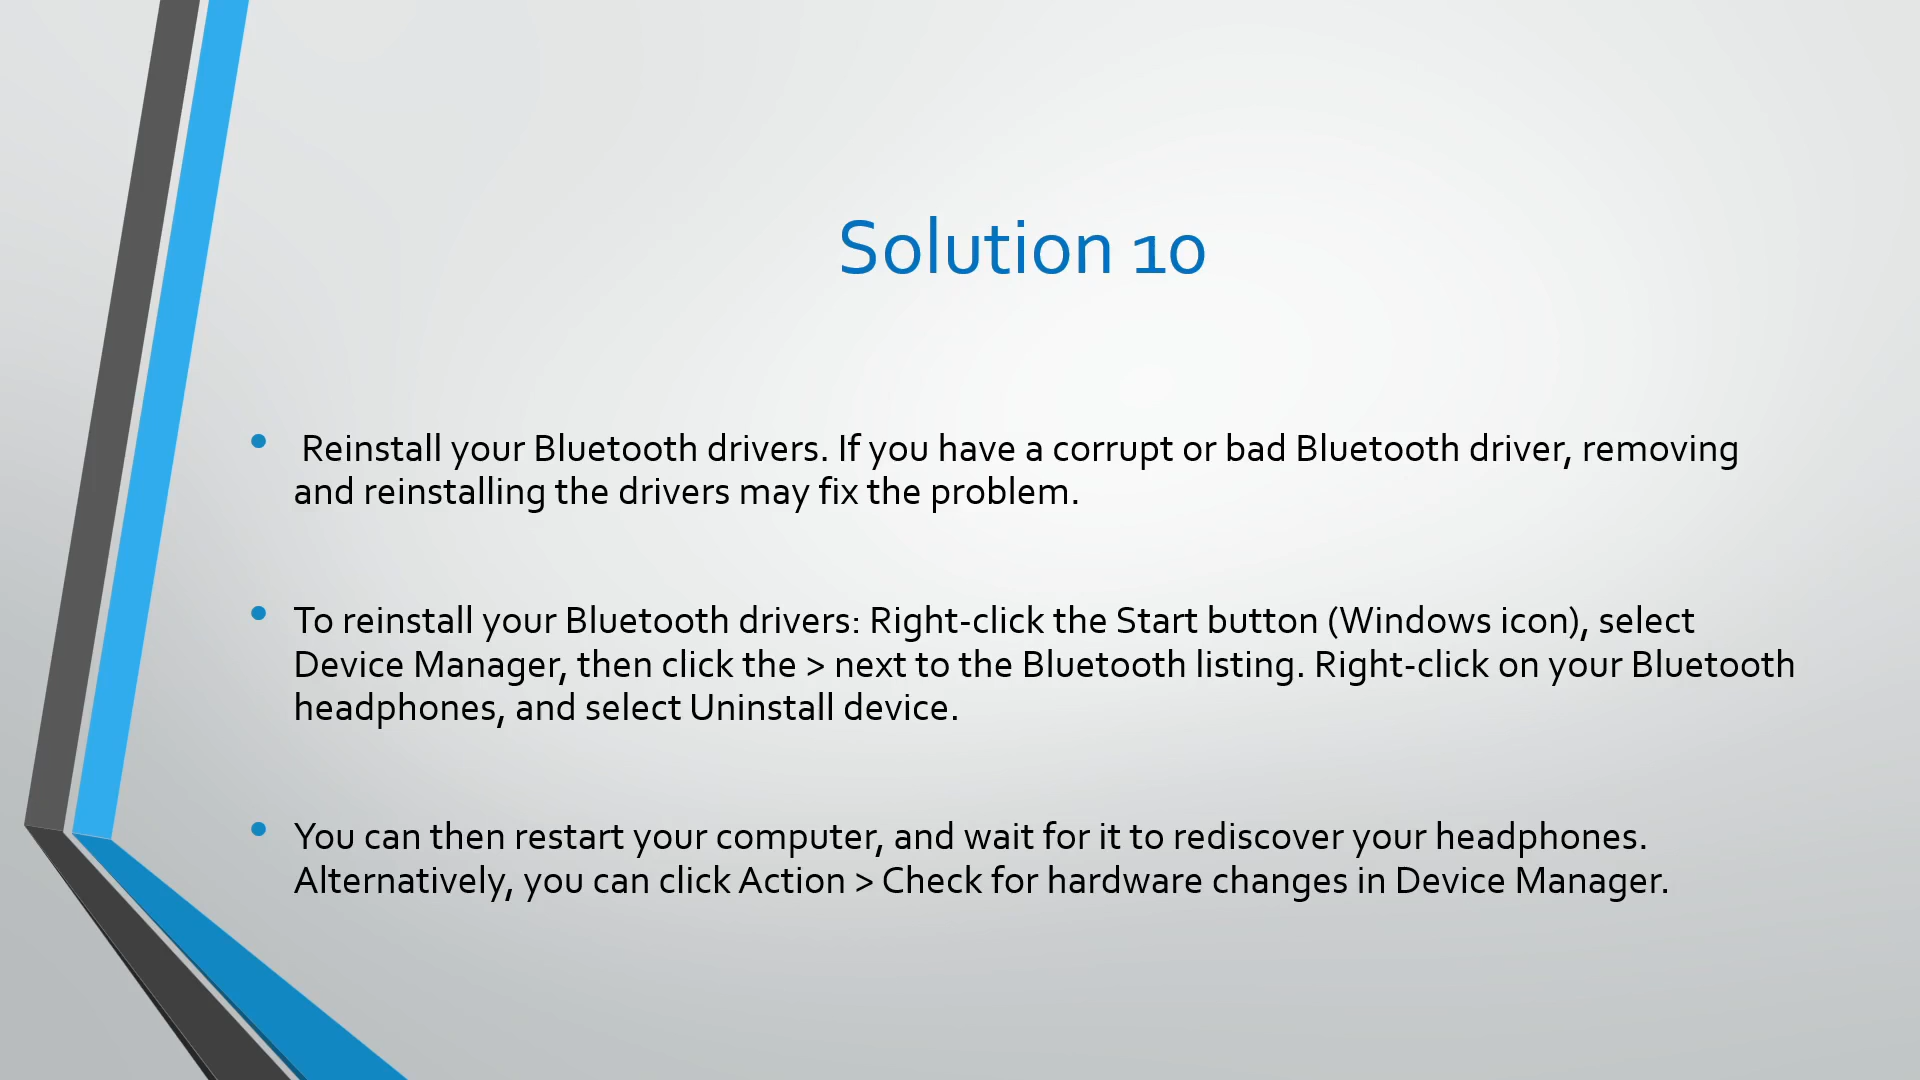 Solution 10
• Reinstall your Bluetooth drivers. If you have a corrupt or bad Bluetooth driver, removing
and reinstalling the drivers may fix the problem.
• To reinstall your Bluetooth drivers: Right-click the Start button (Windows icon), select
Device Manager, then click the > next to the Bluetooth listing. Right-click on your Bluetooth
headphones, and select Uninstall device.
• You can then restart your computer, and wait for it to rediscover your headphones.
Alternatively, you can click Action > Check for hardware changes in Device Manager.